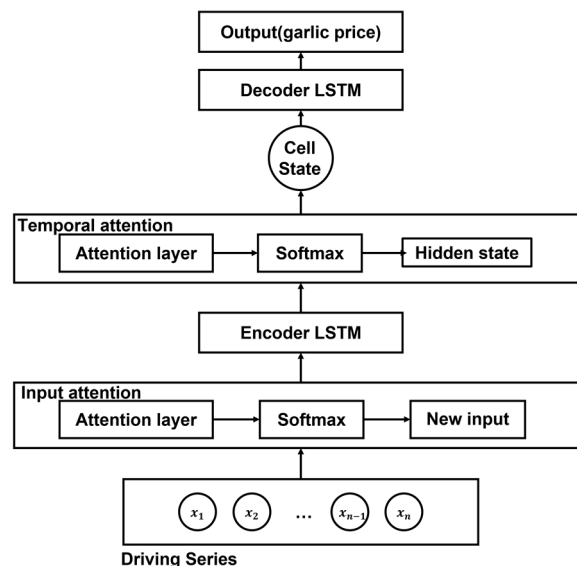 Output(garlic price)
Decoder LSTM
Cell
State
Temporal attention
Attention layer
Softmax
Hidden state
Encoder LSTM
Input attention
Attention layer
Softmax
New input
x₁ x₂ ... xₙ₋₁ xₙ
Driving Series